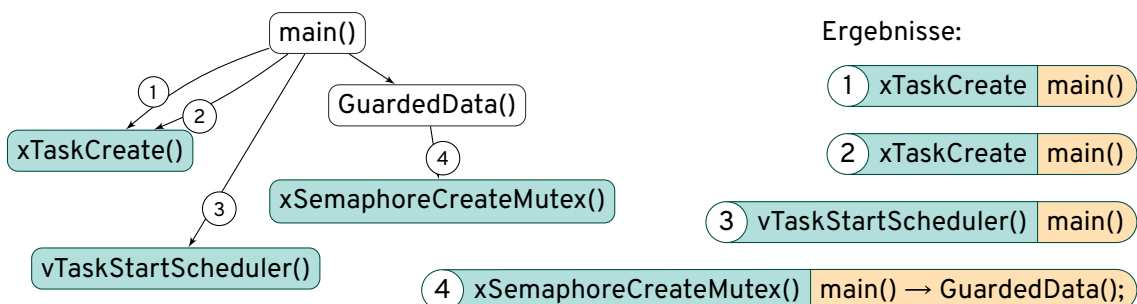 main()
Ergebnisse:
1
2
GuardedData()
1 xTaskCreate main()
xTaskCreate()
4
2 xTaskCreate main()
xSemaphoreCreateMutex()
3
3 vTaskStartScheduler() main()
vTaskStartScheduler()
4 xSemaphoreCreateMutex() main() → GuardedData();